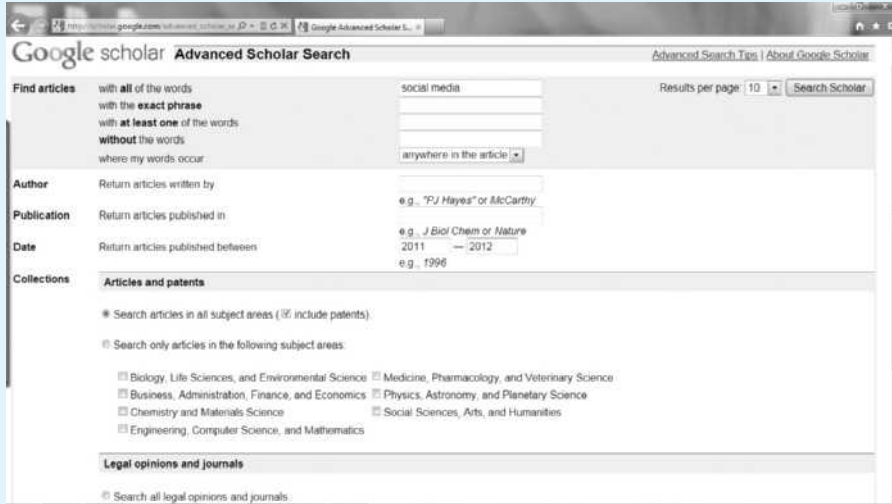 Google Advanced Scholar S...
Google scholar Advanced Scholar Search
Advanced Search Tips | About Google Scholar
Find articles
with all of the words
social media
Results per page: 10
Search Scholar
with the exact phrase
with at least one of the words
without the words
where my words occur
anywhere in the article
Author
Return articles written by
e.g., "PJ Hayes" or McCarthy
Publication
Return articles published in
e.g., J Biol Chem or Nature
Date
Return articles published between
2011 — 2012
e.g., 1996
Collections
Articles and patents
Search articles in all subject areas ( include patents).
Search only articles in the following subject areas:
Biology, Life Sciences, and Environmental Science
Medicine, Pharmacology, and Veterinary Science
Business, Administration, Finance, and Economics
Physics, Astronomy, and Planetary Science
Chemistry and Materials Science
Social Sciences, Arts, and Humanities
Engineering, Computer Science, and Mathematics
Legal opinions and journals
Search all legal opinions and journals.